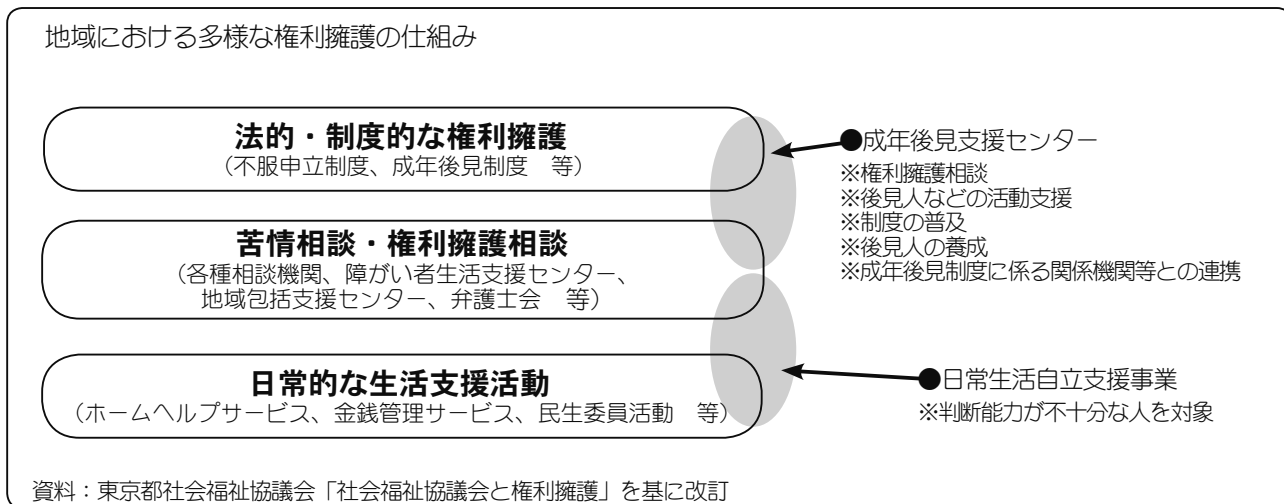 地域における多様な権利擁護の仕組み
法的・制度的な権利擁護
（不服申立制度、成年後見制度　等）
苦情相談・権利擁護相談
（各種相談機関、障がい者生活支援センター、
地域包括支援センター、弁護士会　等）
日常的な生活支援活動
（ホームヘルプサービス、金銭管理サービス、民生委員活動　等）
●成年後見支援センター
※権利擁護相談
※後見人などの活動支援
※制度の普及
※後見人の養成
※成年後見制度に係る関係機関等との連携
●日常生活自立支援事業
※判断能力が不十分な人を対象
資料：東京都社会福祉協議会「社会福祉協議会と権利擁護」を基に改訂